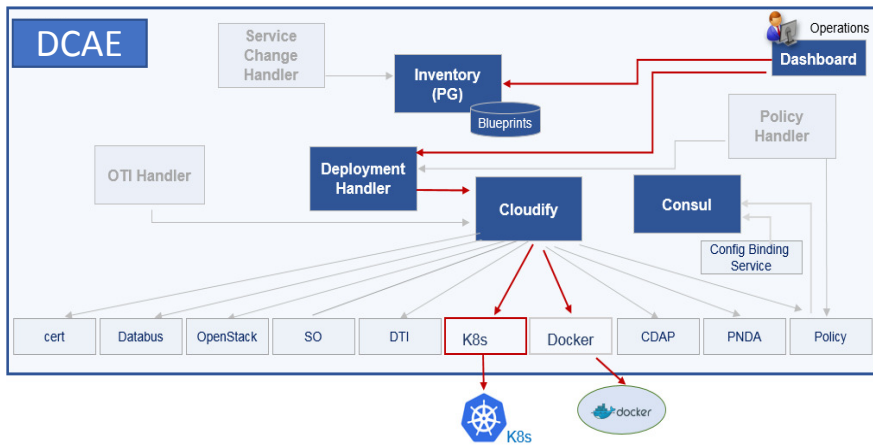 DCAE
Operations
Dashboard
Service
Change
Handler
Inventory
(PG)
Blueprints
Policy
Handler
OTI Handler
Deployment
Handler
Cloudify
Consul
Config Binding
Service
cert
Databus
OpenStack
SO
DTI
K8s
Docker
CDAP
PNDA
Policy
K8s
docker